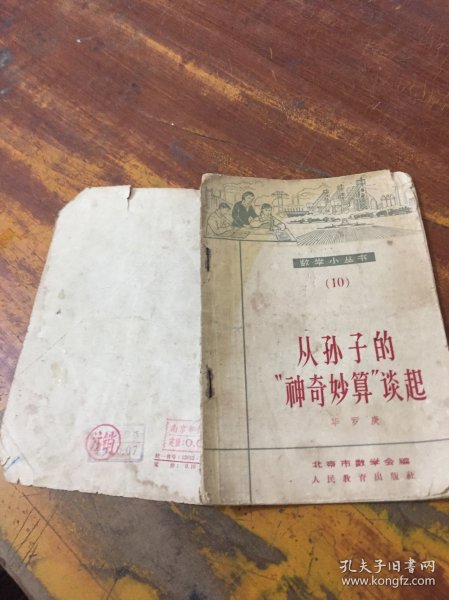 数学小丛书
(10)
从孙子的
"神奇妙算"谈起
华罗庚
北京市数学会编
人民教育出版社
注销
孔夫子旧书网
www.kongfz.com